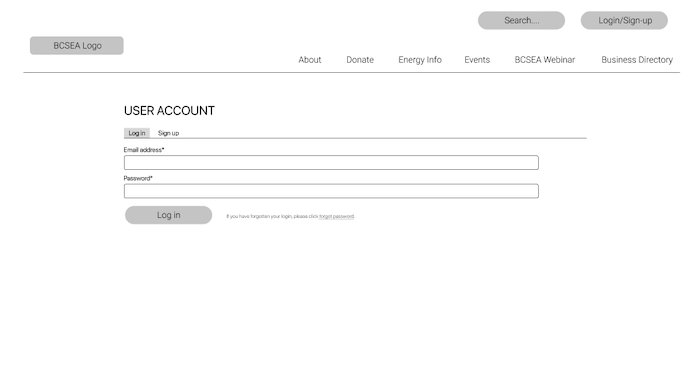 Search....
Login/Sign-up
BCSEA Logo
About Donate Energy Info Events BCSEA Webinar Business Directory
USER ACCOUNT
Log in Sign up
Email address*
Password*
Log in If you have forgotten your login, please click forgot password.